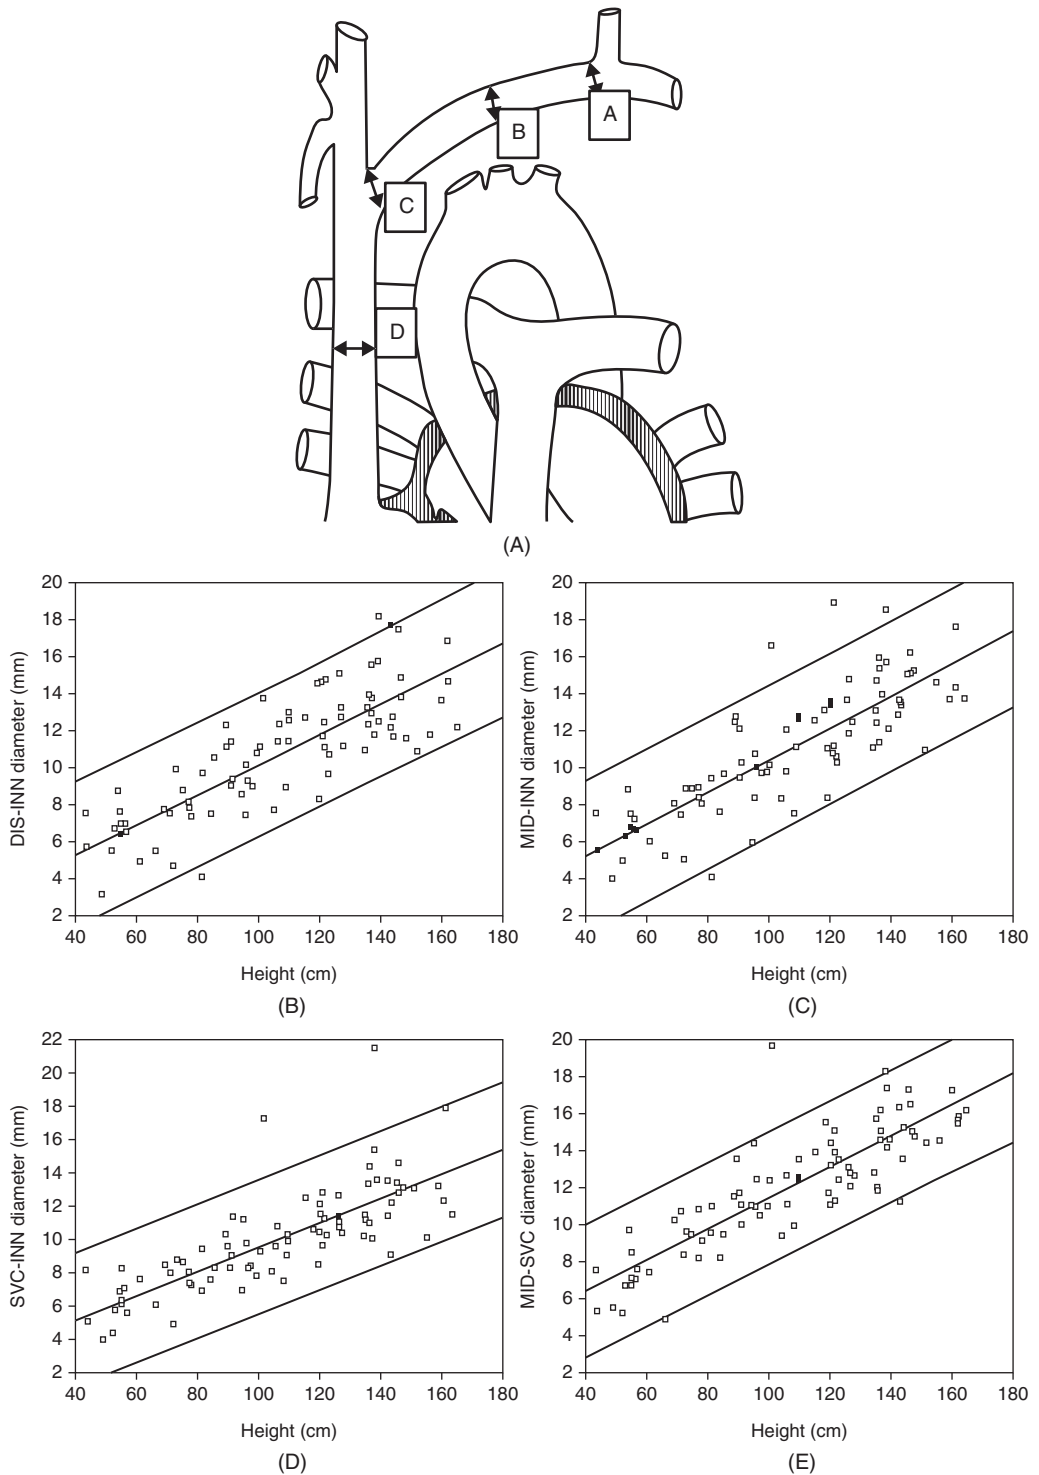 A
B
C
D
(A)
20
18
16
14
12
10
8
6
4
2
DIS-INN diameter (mm)
40 60 80 100 120 140 160 180
Height (cm)
(B)
20
18
16
14
12
10
8
6
4
2
MID-INN diameter (mm)
40 60 80 100 120 140 160 180
Height (cm)
(C)
22
20
18
16
14
12
10
8
6
4
2
SVC-INN diameter (mm)
40 60 80 100 120 140 160 180
Height (cm)
(D)
20
18
16
14
12
10
8
6
4
2
MID-SVC diameter (mm)
40 60 80 100 120 140 160 180
Height (cm)
(E)